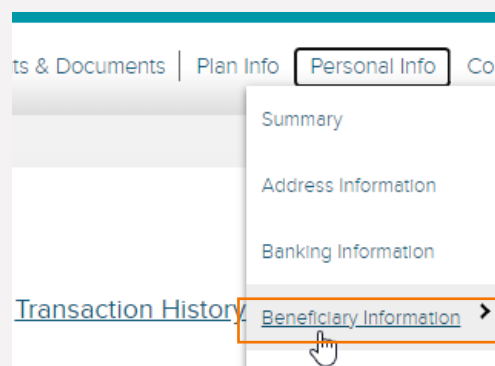 ts & Documents | Plan Info Personal Info Co
Summary
Address Information
Banking Information
Transaction History
Beneficiary Information >